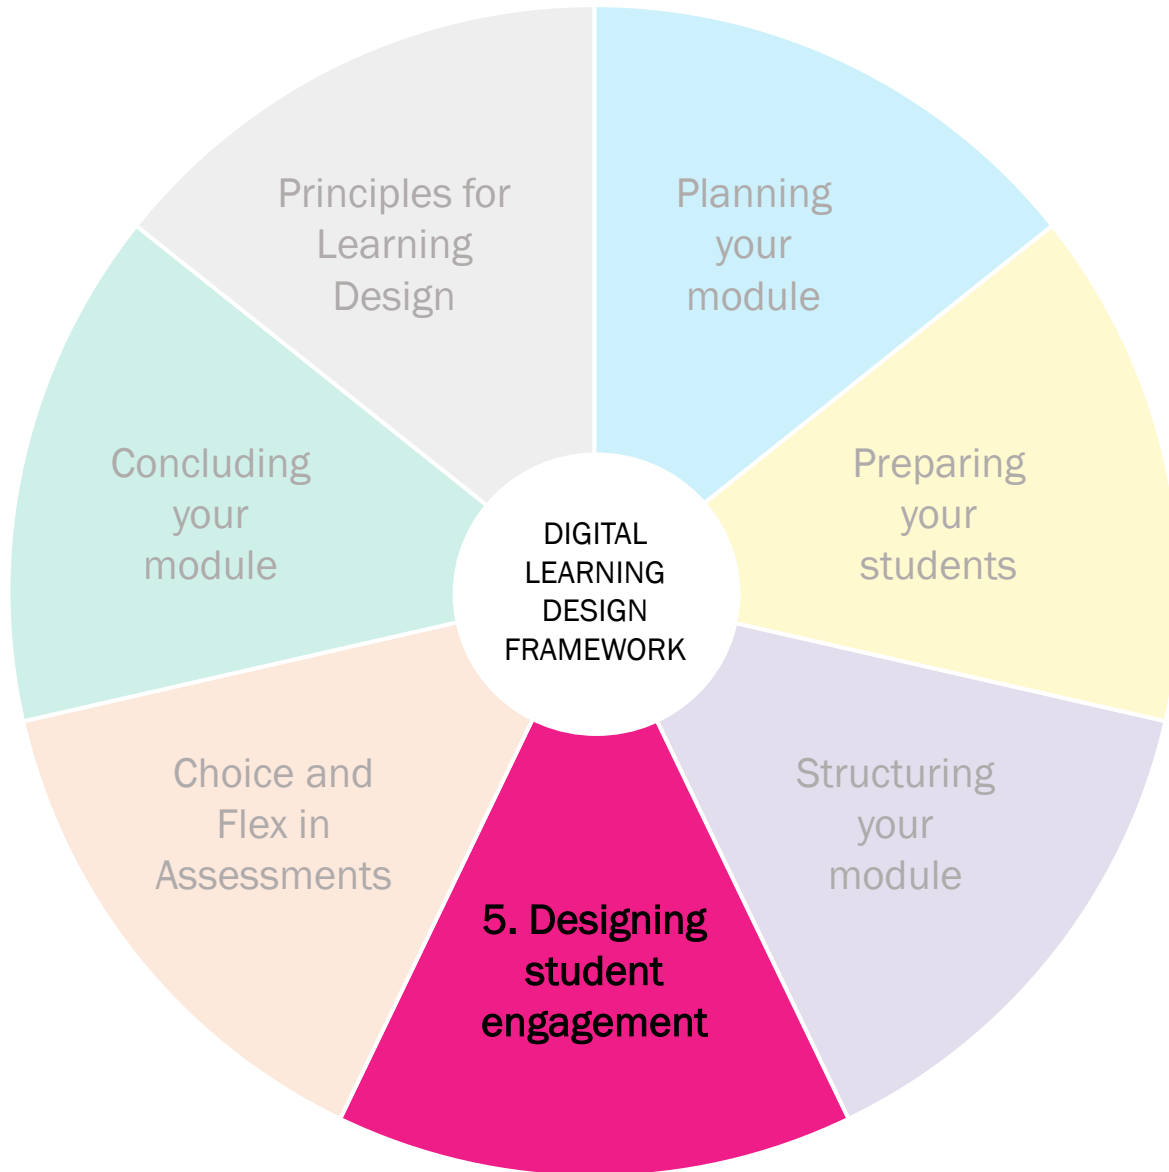 Principles for
Learning
Design
Planning
your
module
Preparing
your
students
Structuring
your
module
5. Designing
student
engagement
Choice and
Flex in
Assessments
Concluding
your
module
DIGITAL
LEARNING
DESIGN
FRAMEWORK